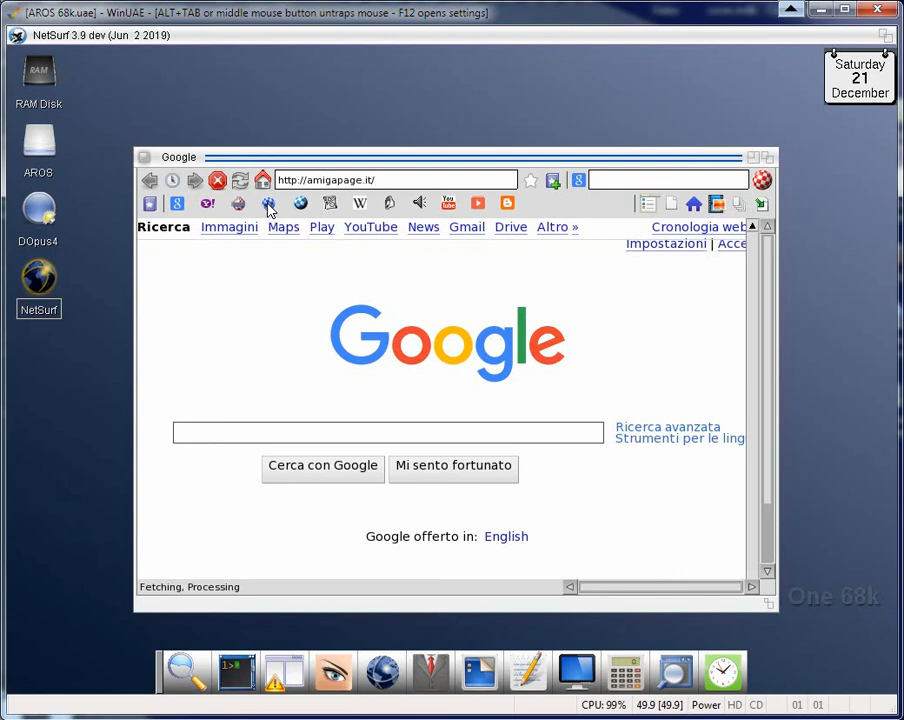 [AROS 68k.uae] - WinUAE - [ALT+TAB or middle mouse button untraps mouse - F12 opens settings]
NetSurf 3.9 dev (Jun 2 2019)
RAM
RAM Disk
AROS
DOpus4
NetSurf
Saturday
21
December
Google
http://amigapage.it/
Ricerca Immagini Maps Play YouTube News Gmail Drive Altro » Cronologia web
Impostazioni | Acce
Google
Ricerca avanzata
Strumenti per le ling
Cerca con Google Mi sento fortunato
Google offerto in: English
Fetching, Processing
One 68k
CPU: 99% 49.9 [49.9] Power HD CD 01 01